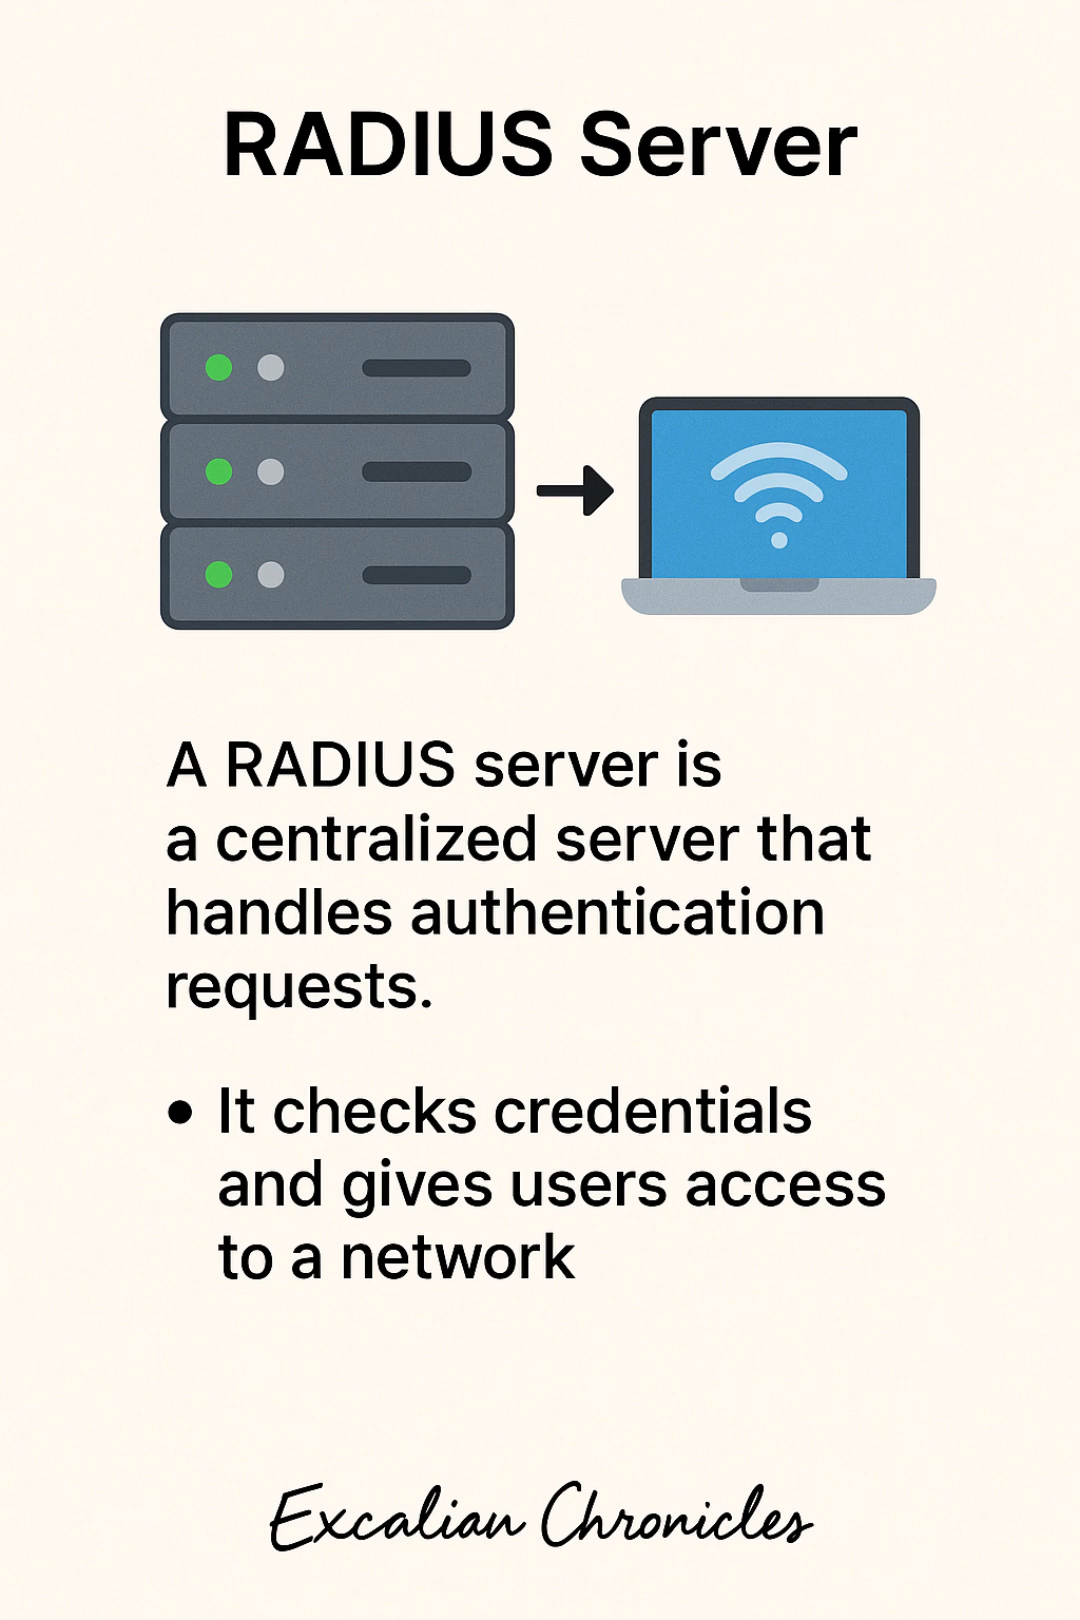 RADIUS Server
A RADIUS server is
a centralized server that
handles authentication
requests.
• It checks credentials
and gives users access
to a network
Excalian Chronicles